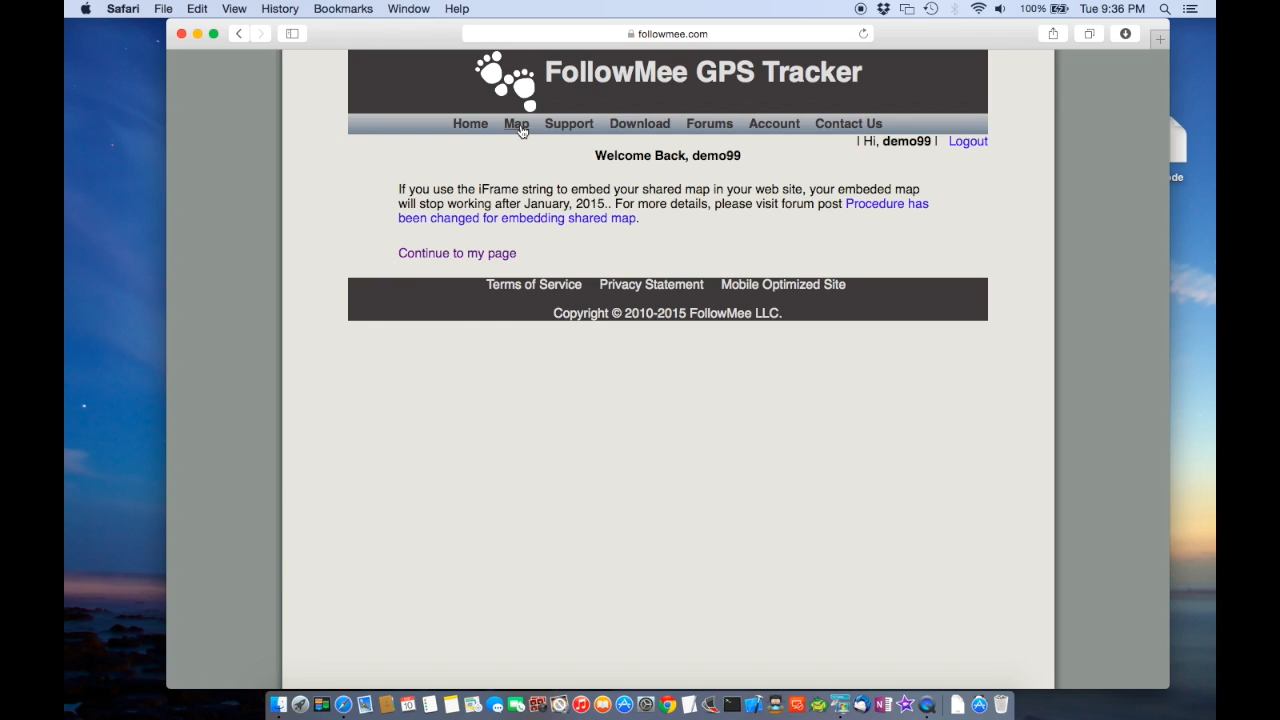 Safari File Edit View History Bookmarks Window Help 100% Tue 9:36 PM
followmee.com
FollowMee GPS Tracker
Home Map Support Download Forums Account Contact Us
| Hi, demo99 | Logout
Welcome Back, demo99
If you use the iFrame string to embed your shared map in your web site, your embeded map
will stop working after January, 2015.. For more details, please visit forum post Procedure has
been changed for embedding shared map.
Continue to my page
Terms of Service Privacy Statement Mobile Optimized Site
Copyright © 2010-2015 FollowMee LLC.